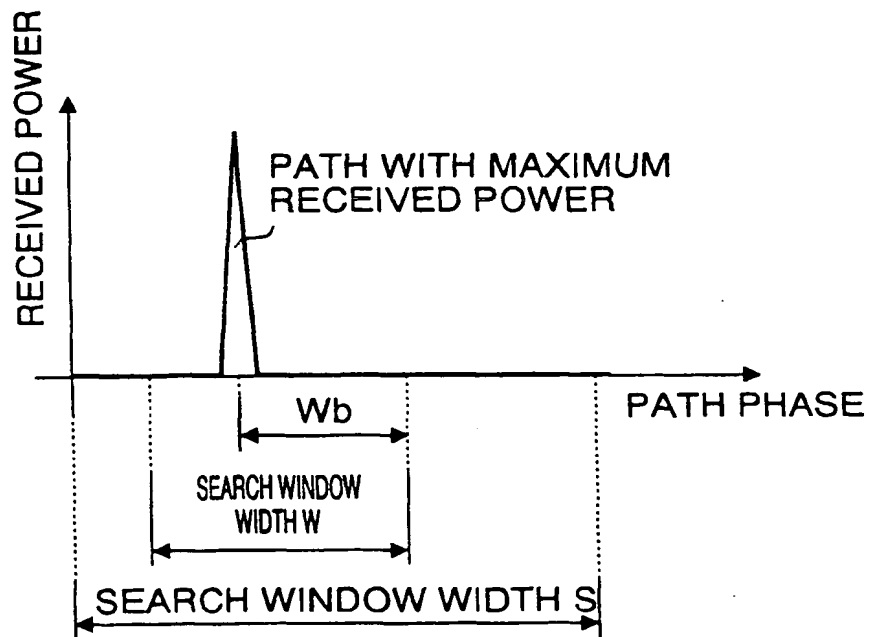 RECEIVED POWER
PATH WITH MAXIMUM
RECEIVED POWER
PATH PHASE
Wb
SEARCH WINDOW
WIDTH W
SEARCH WINDOW WIDTH S